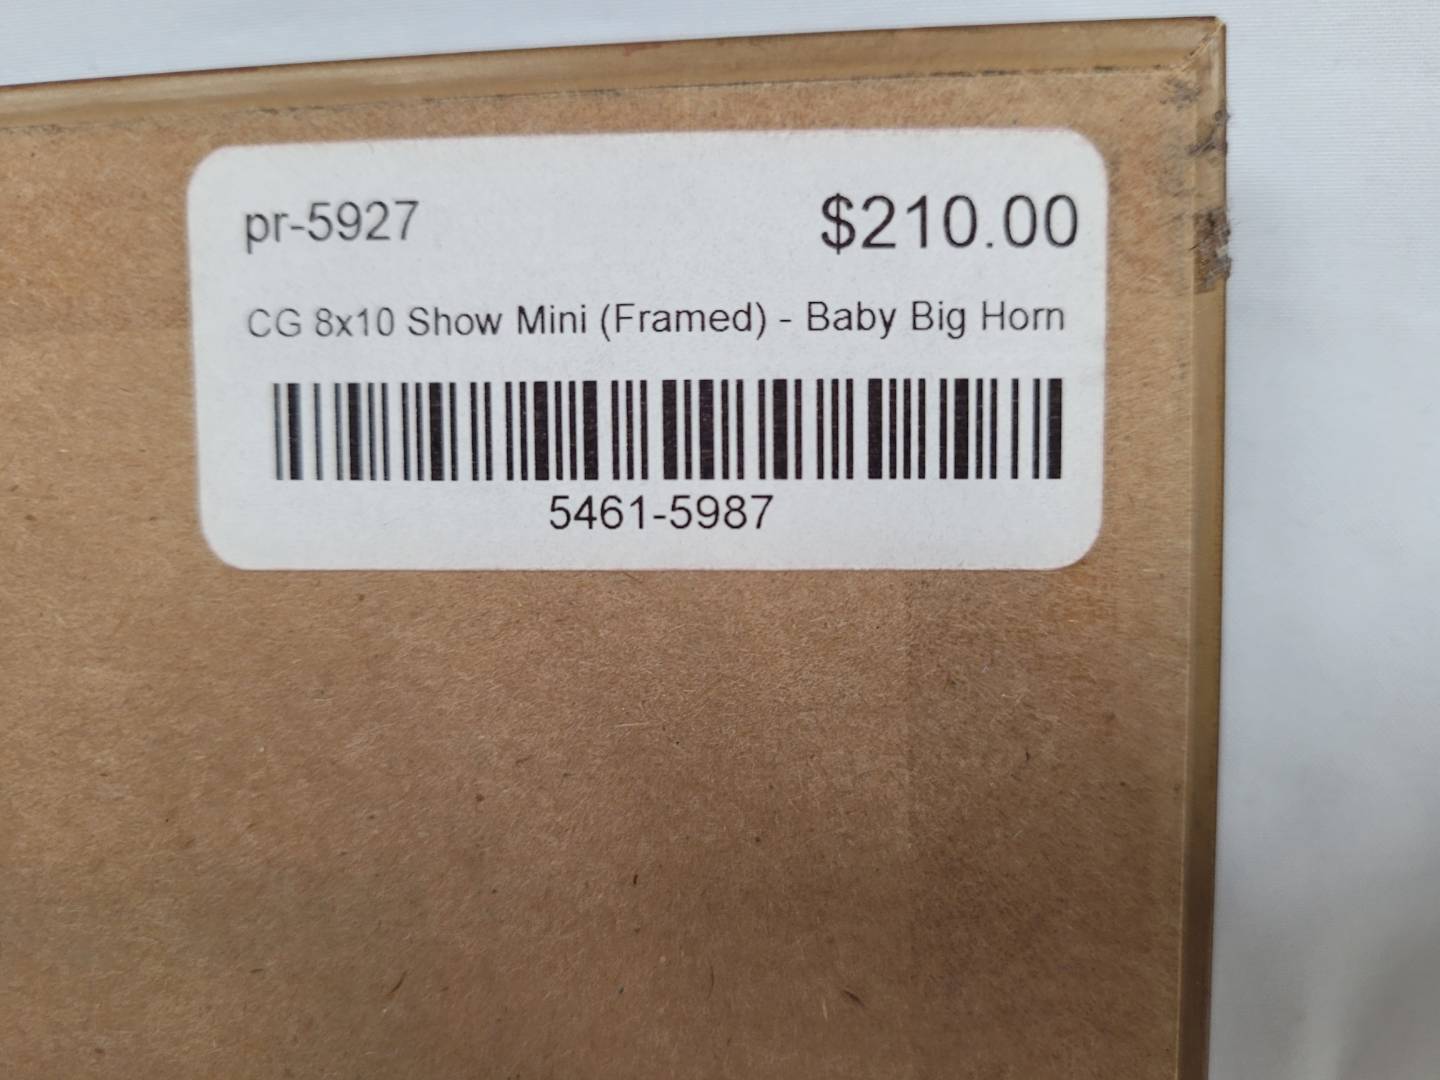 pr-5927 $210.00
CG 8x10 Show Mini (Framed) - Baby Big Horn
5461-5987